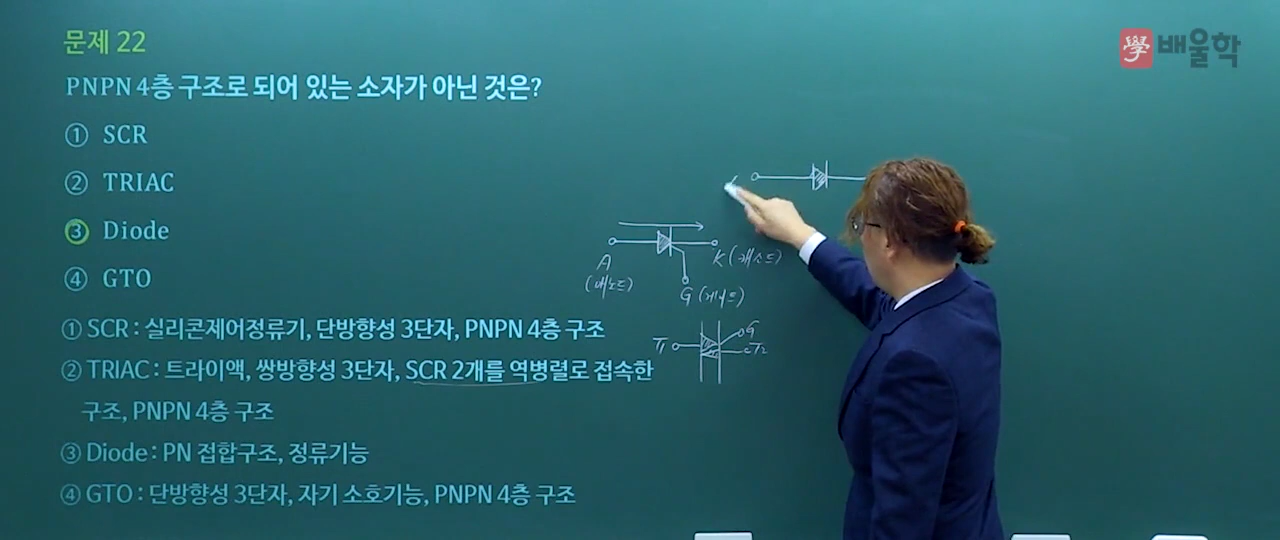 문제 22
學 배울학
PNPN 4층 구조로 되어 있는 소자가 아닌 것은?
① SCR
② TRIAC
③ Diode
④ GTO
A
(애노드)
K (캐소드)
G (게이트)
T1
G
T2
① SCR : 실리콘제어정류기, 단방향성 3단자, PNPN 4층 구조
② TRIAC : 트라이액, 쌍방향성 3단자, SCR 2개를 역병렬로 접속한
구조, PNPN 4층 구조
③ Diode : PN 접합구조, 정류기능
④ GTO : 단방향성 3단자, 자기 소호기능, PNPN 4층 구조